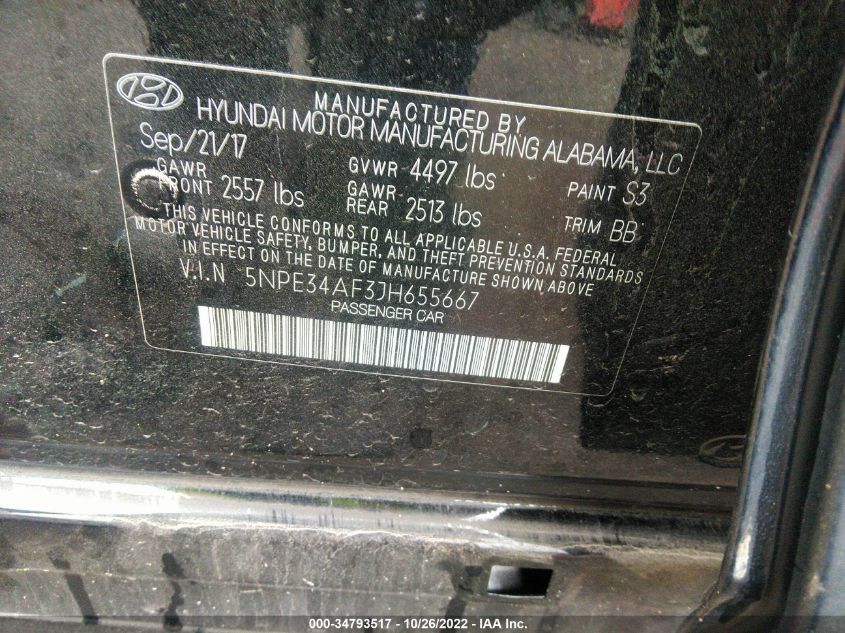 MANUFACTURED BY
HYUNDAI MOTOR MANUFACTURING ALABAMA, LLC
Sep/21/17
GAWR FRONT 2557 lbs
GVWR 4497 lbs
GAWR REAR 2513 lbs
PAINT S3
TRIM BB
THIS VEHICLE CONFORMS TO ALL APPLICABLE U.S.A. FEDERAL
MOTOR VEHICLE SAFETY, BUMPER, AND THEFT PREVENTION STANDARDS
IN EFFECT ON THE DATE OF MANUFACTURE SHOWN ABOVE
V.I.N 5NPE34AF3JH655667
PASSENGER CAR
000-34793517 • 10/26/2022 - IAA Inc.